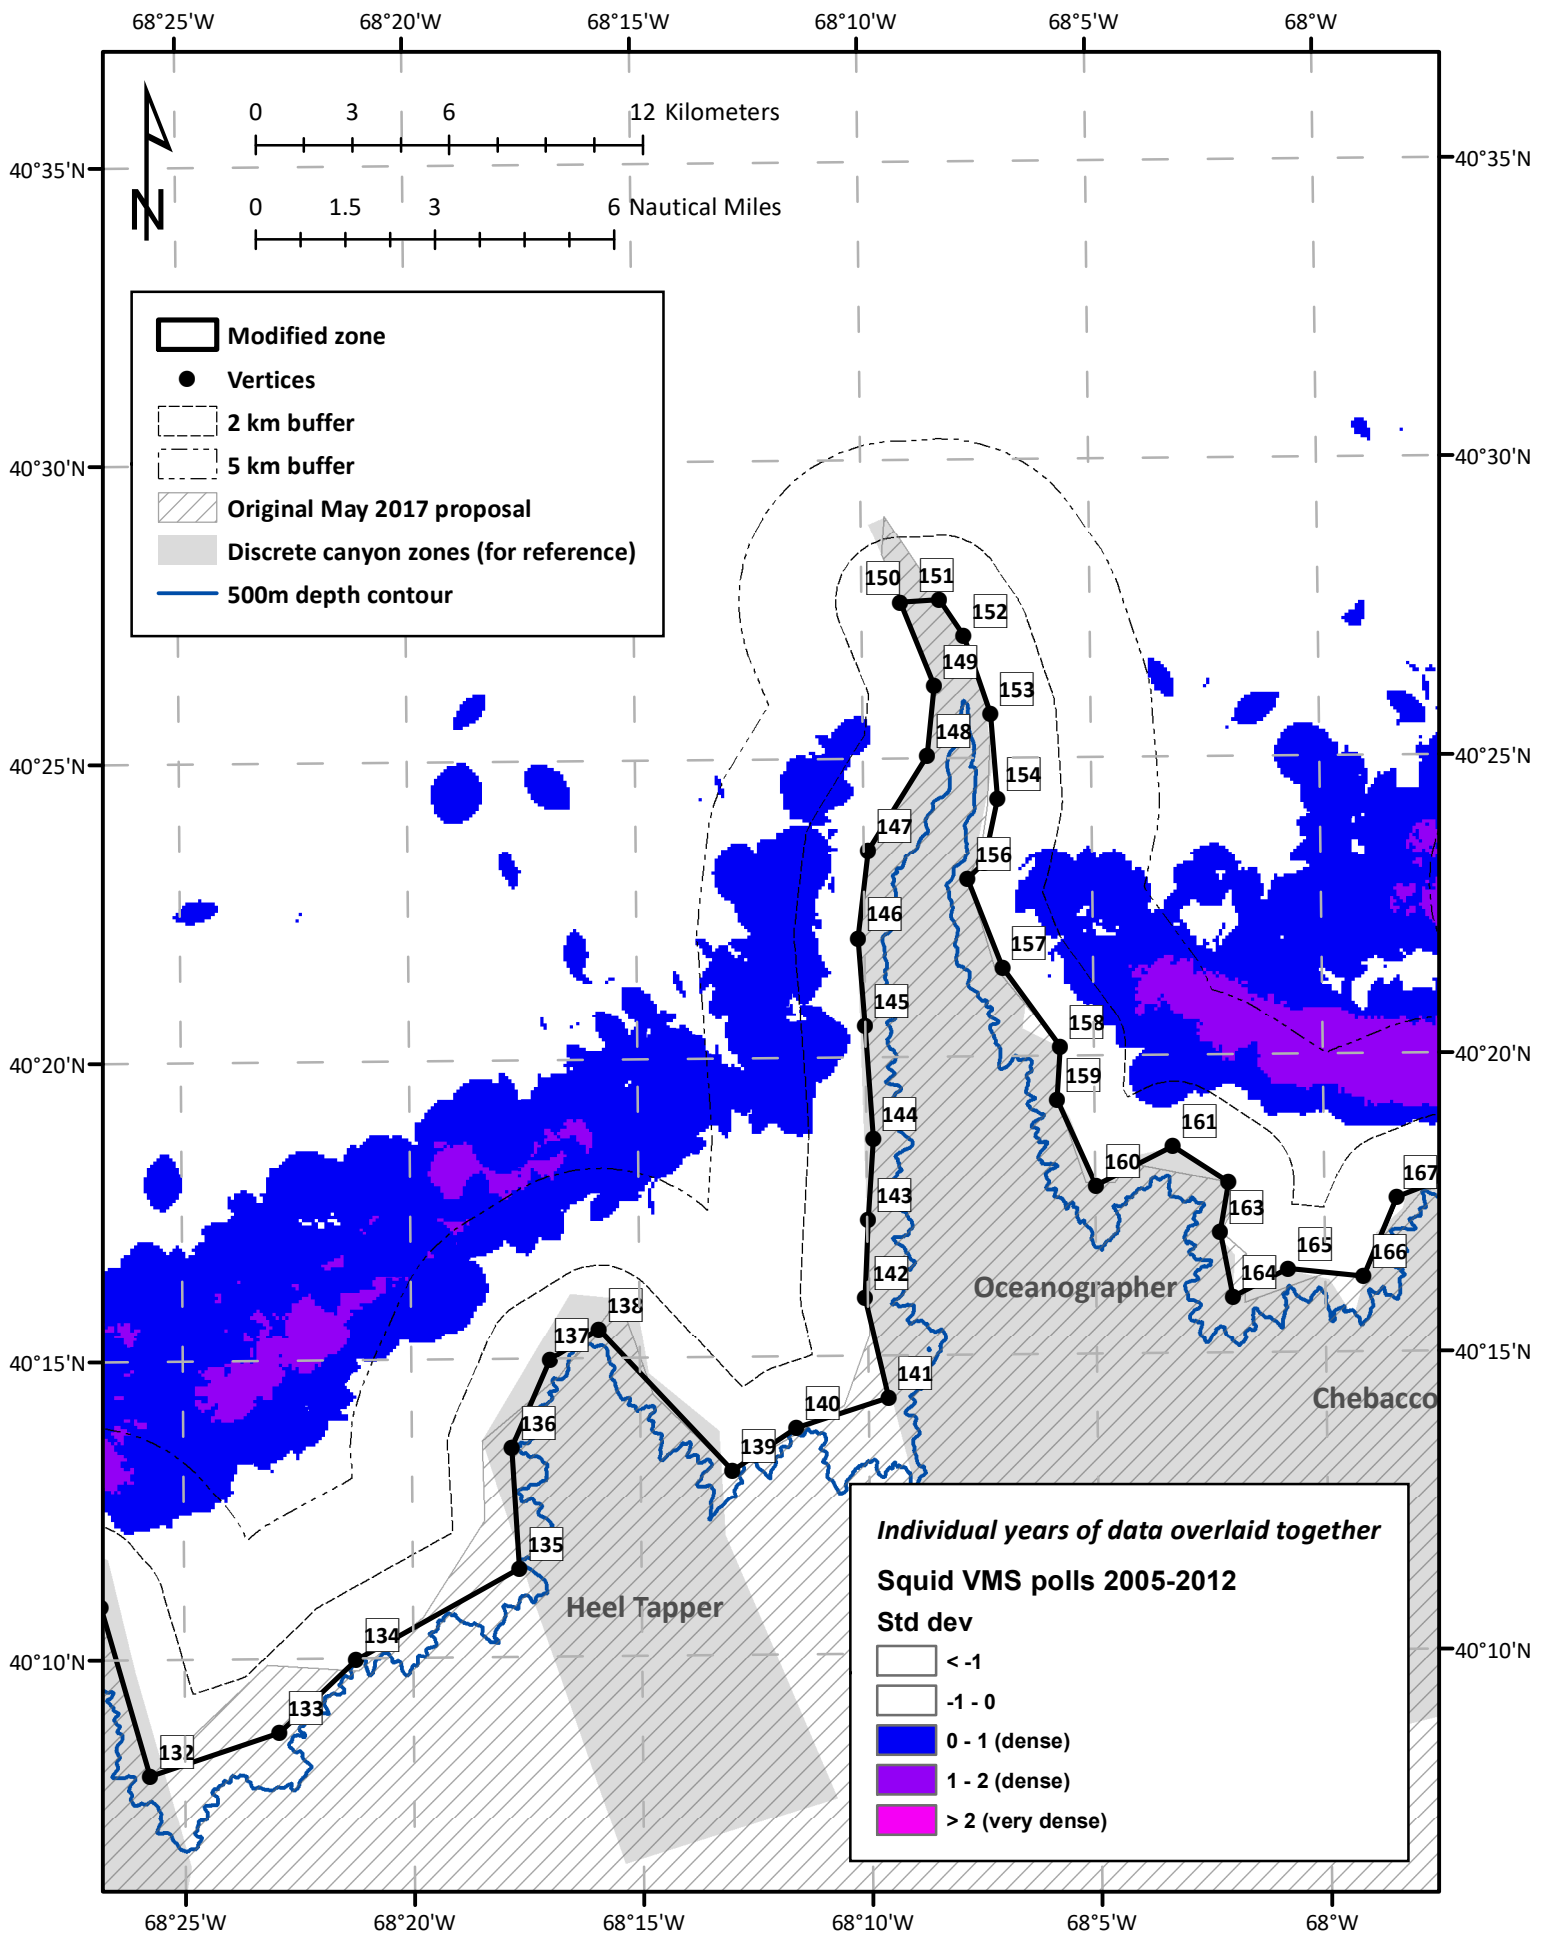 68°25'W 68°20'W 68°15'W 68°10'W 68°5'W 68°W
0 3 6 12 Kilometers
40°35'N 40°35'N
N
0 1.5 3 6 Nautical Miles
Modified zone
Vertices
2 km buffer
5 km buffer
Original May 2017 proposal
Discrete canyon zones (for reference)
500m depth contour
40°30'N 40°30'N
150 151
152
149
153
148
40°25'N 40°25'N
154
147
156
146
157
145
158
40°20'N 40°20'N
159
144
161
160
167
143
163
165
166
142
164
Oceanographer
138
137
40°15'N 40°15'N
141
Chebacco
140
136
139
135
Heel Tapper
134
40°10'N 40°10'N
133
132
Individual years of data overlaid together
Squid VMS polls 2005-2012
Std dev
< -1
-1 - 0
0 - 1 (dense)
1 - 2 (dense)
> 2 (very dense)
68°25'W 68°20'W 68°15'W 68°10'W 68°5'W 68°W